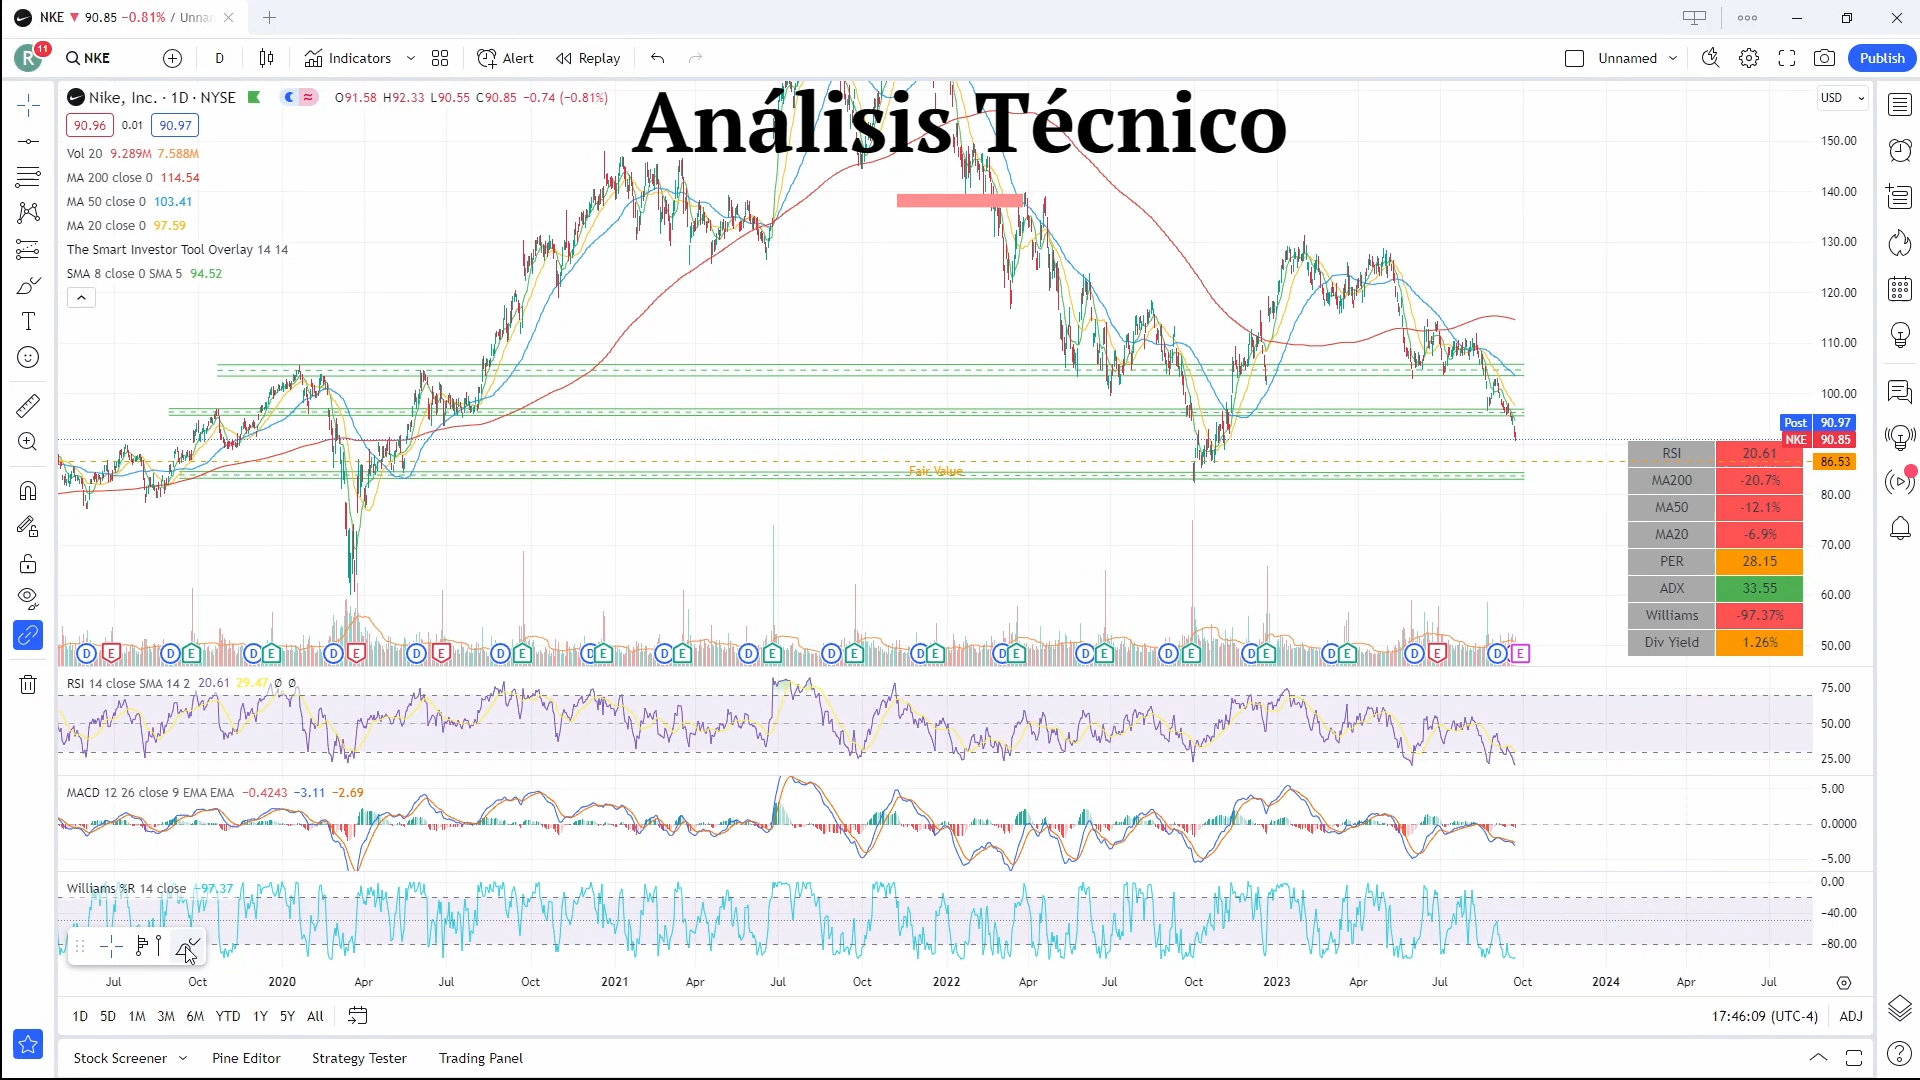 NKE ▼ 90.85 −0.81% / Unnan
R 11 NKE D Indicators Alert Replay Unnamed Publish
Nike, Inc. · 1D · NYSE O91.58 H92.33 L90.55 C90.85 −0.74 (−0.81%)
Análisis Técnico
USD
90.96 0.01 90.97
Vol 20 9.289M 7.588M
MA 200 close 0 114.54
MA 50 close 0 103.41
MA 20 close 0 97.59
The Smart Investor Tool Overlay 14 14
SMA 8 close 0 SMA 5 94.52
150.00
140.00
130.00
120.00
110.00
100.00
Post 90.97
NKE 90.85
86.53
80.00
70.00
60.00
50.00
Fair Value
RSI 20.61
MA200 -20.7%
MA50 -12.1%
MA20 -6.9%
PER 28.15
ADX 33.55
Williams -97.37%
Div Yield 1.26%
D E D E D E D E D E D E D E D E D E D E D E D E D E D E D E D E D E D E
RSI 14 close SMA 14 2 20.61 29.47 Ø Ø
75.00
50.00
25.00
MACD 12 26 close 9 EMA EMA −0.4243 −3.11 −2.69
5.00
0.0000
−5.00
Williams %R 14 close −97.37
0.00
−40.00
−80.00
Jul Oct 2020 Apr Jul Oct 2021 Apr Jul Oct 2022 Apr Jul Oct 2023 Apr Jul Oct 2024 Apr Jul
1D 5D 1M 3M 6M YTD 1Y 5Y All 17:46:09 (UTC-4) ADJ
Stock Screener Pine Editor Strategy Tester Trading Panel